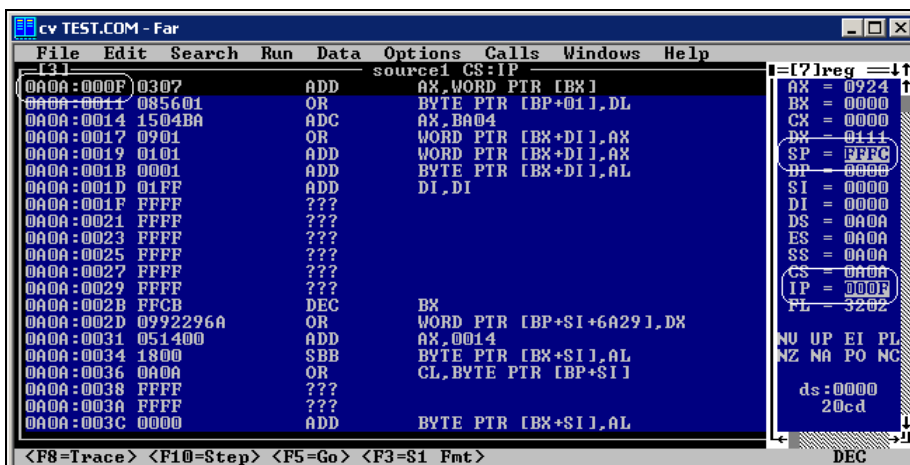 cv TEST.COM - Far
File Edit Search Run Data Options Calls Windows Help
[3] source1 CS:IP [7]reg
0A0A:000F 0307 ADD AX,WORD PTR [BX]
0A0A:0011 085601 OR BYTE PTR [BP+01],DL
0A0A:0014 1504BA ADC AX,BA04
0A0A:0017 0901 OR WORD PTR [BX+DI],AX
0A0A:0019 0101 ADD WORD PTR [BX+DI],AX
0A0A:001B 0001 ADD BYTE PTR [BX+DI],AL
0A0A:001D 01FF ADD DI,DI
0A0A:001F FFFF ???
0A0A:0021 FFFF ???
0A0A:0023 FFFF ???
0A0A:0025 FFFF ???
0A0A:0027 FFFF ???
0A0A:0029 FFFF ???
0A0A:002B FFCB DEC BX
0A0A:002D 0992296A OR WORD PTR [BP+SI+6A29],DX
0A0A:0031 051400 ADD AX,0014
0A0A:0034 1800 SBB BYTE PTR [BX+SI],AL
0A0A:0036 0A0A OR CL,BYTE PTR [BP+SI]
0A0A:0038 FFFF ???
0A0A:003A FFFF ???
0A0A:003C 0000 ADD BYTE PTR [BX+SI],AL
AX = 0924
BX = 0000
CX = 0000
DX = 0111
SP = FFFC
BP = 0000
SI = 0000
DI = 0000
DS = 0A0A
ES = 0A0A
SS = 0A0A
CS = 0A0A
IP = 000F
FL = 3202
NV UP EI PL
NZ NA PO NC
ds:0000
20cd
<F8=Trace> <F10=Step> <F5=Go> <F3=S1 Fmt> DEC